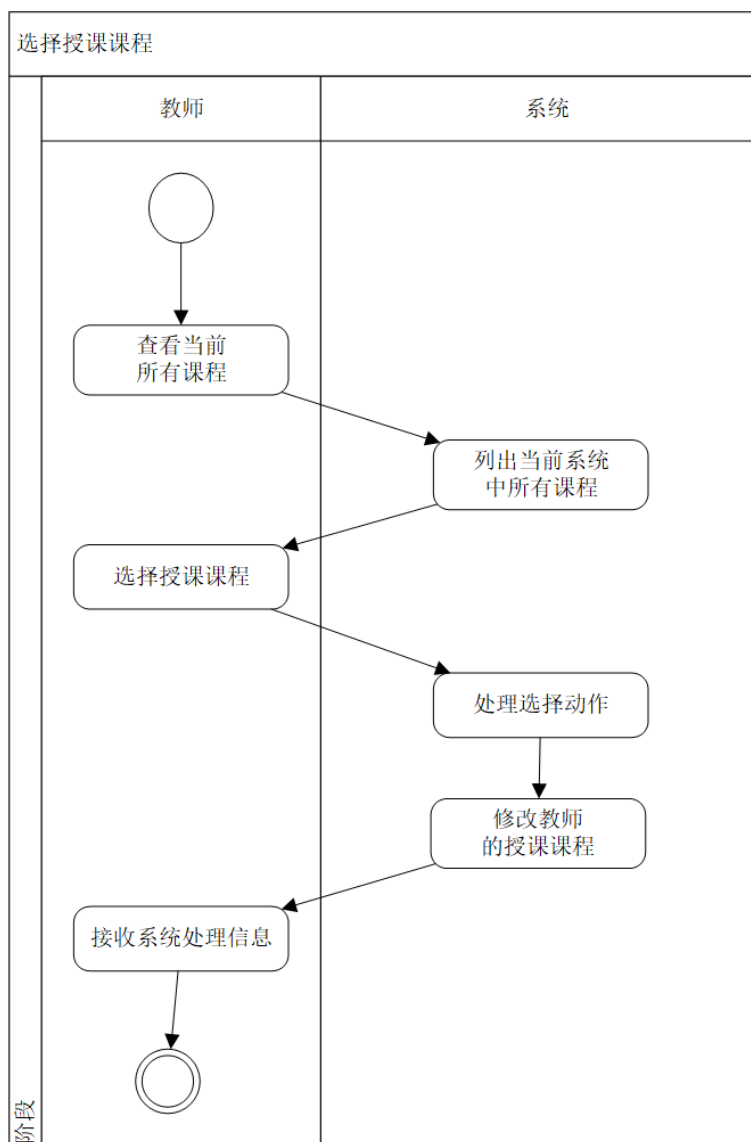 选择授课课程
教师
系统
查看当前
所有课程
列出当前系统
中所有课程
选择授课课程
处理选择动作
修改教师
的授课课程
接收系统处理信息
阶段